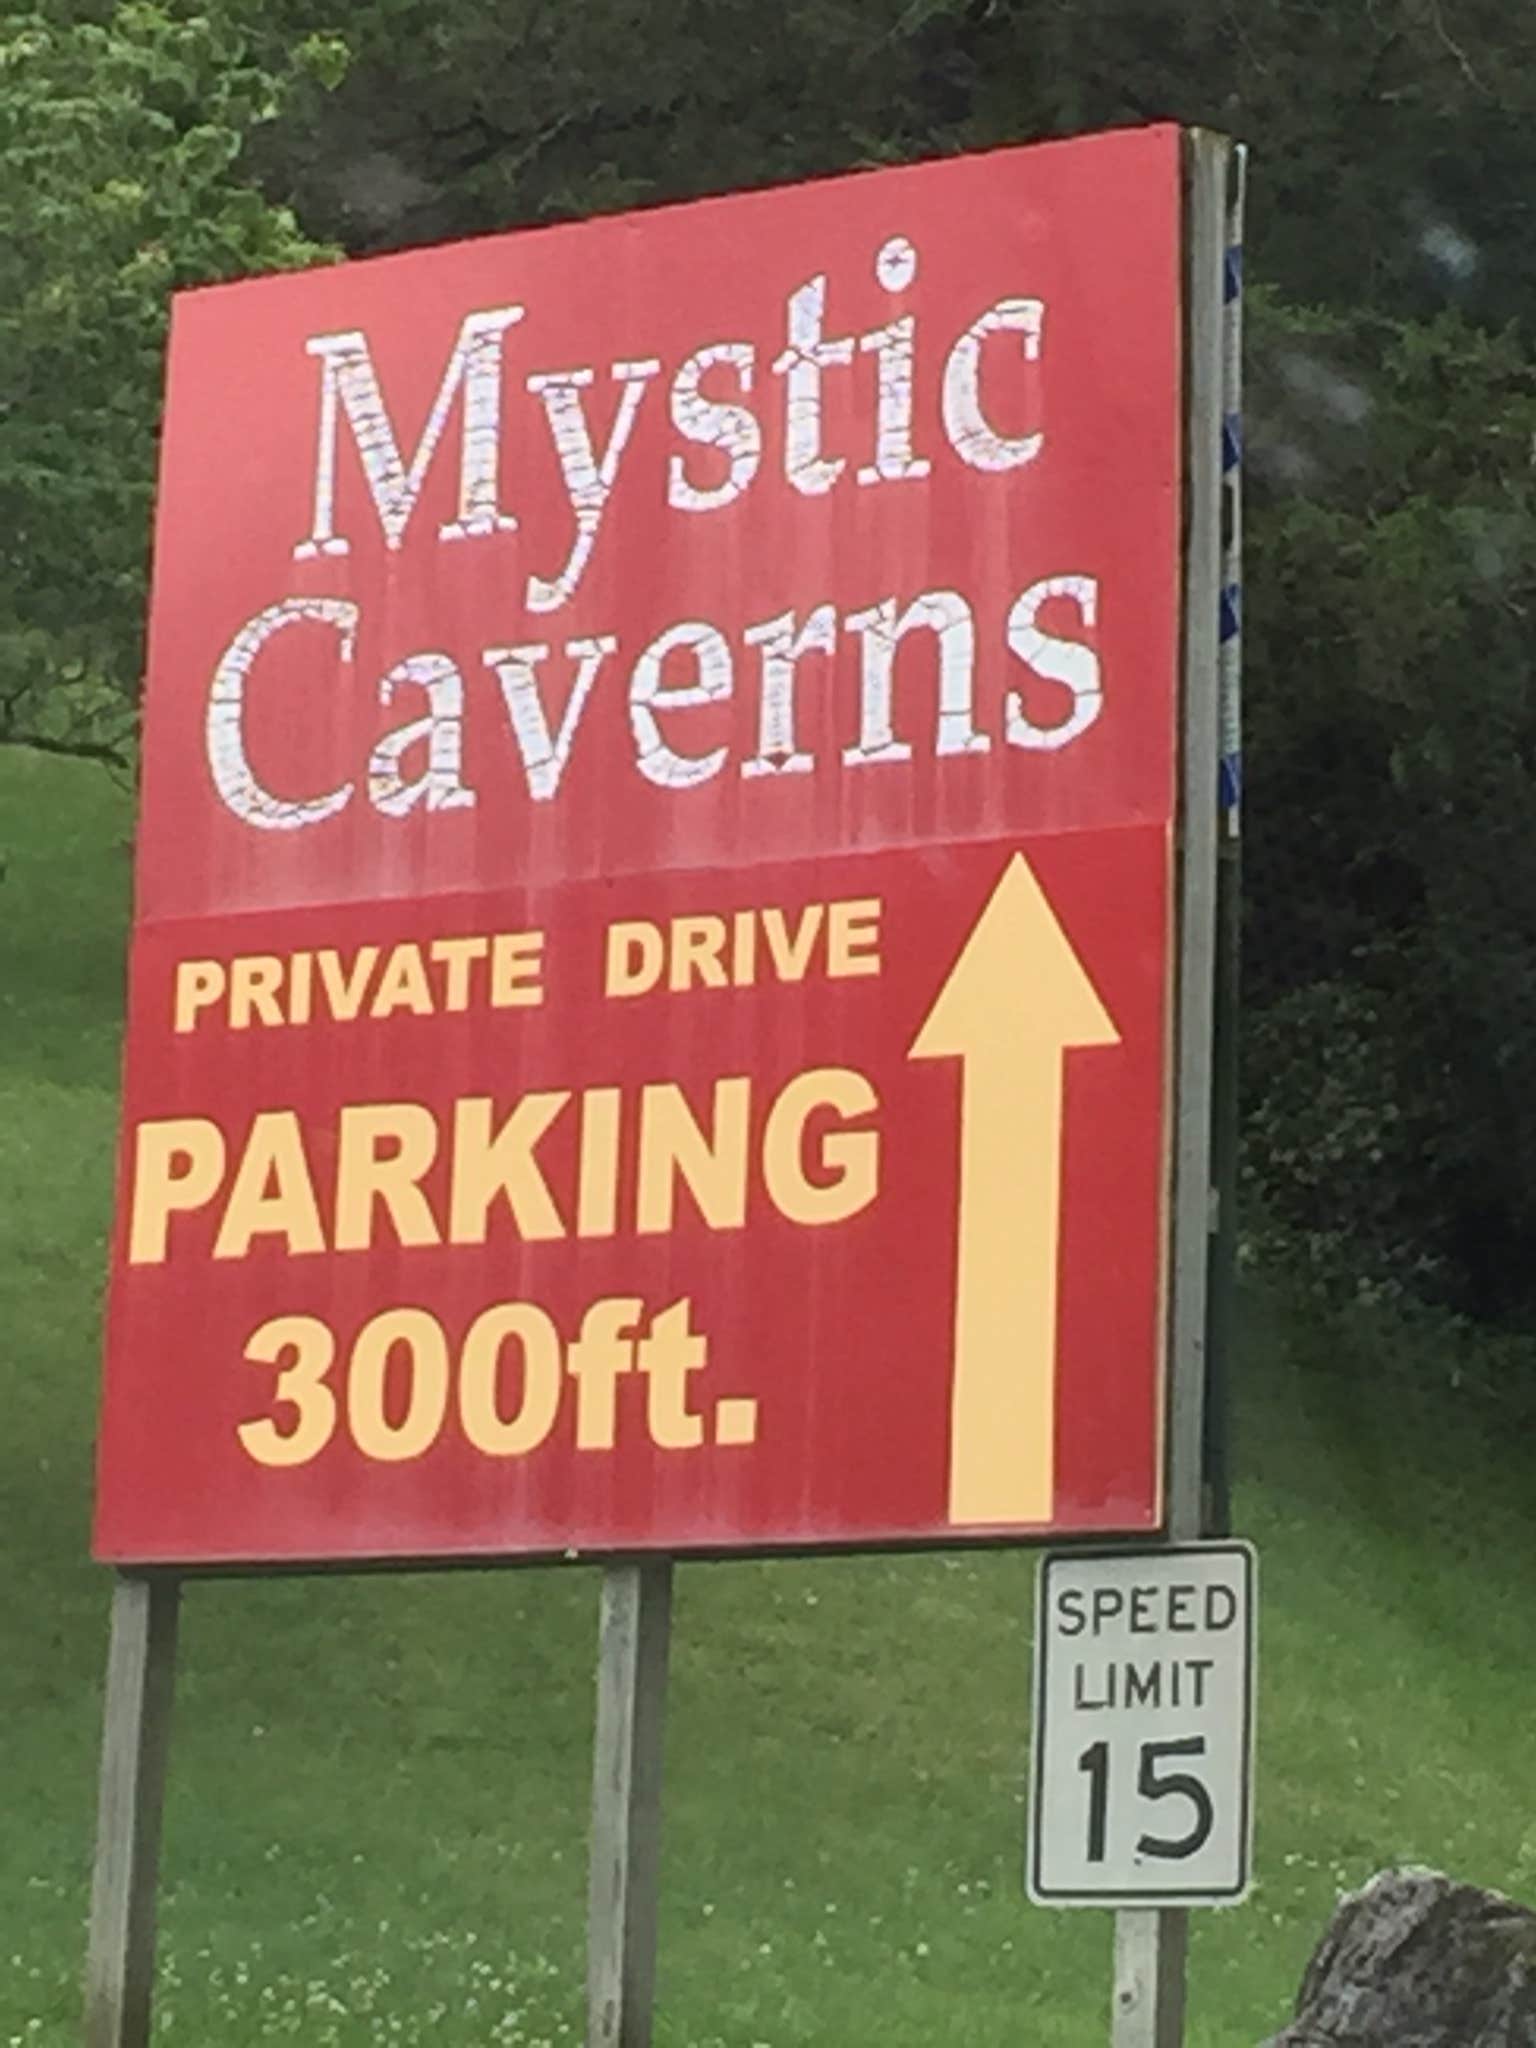 Mystic
Caverns
PRIVATE DRIVE
PARKING
300ft.
SPEED
LIMIT
15